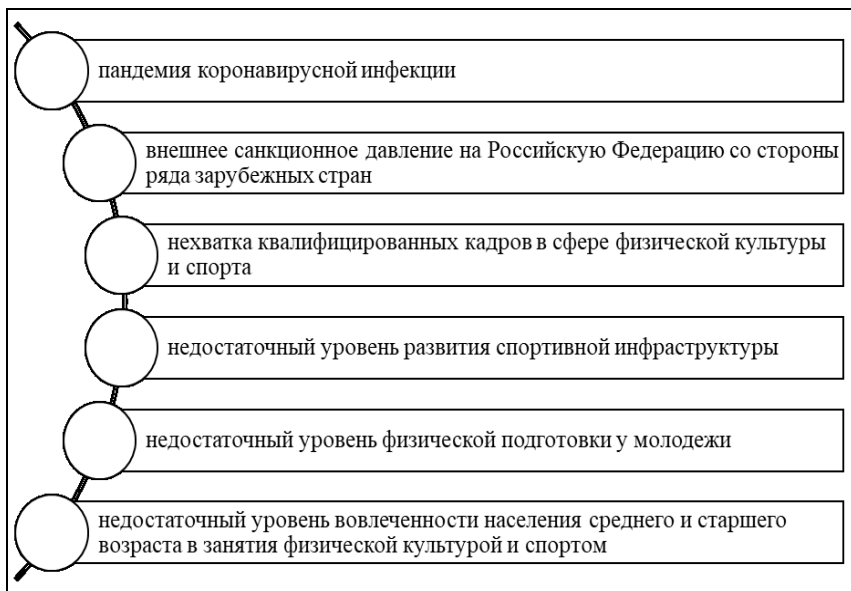 пандемия коронавирусной инфекции
внешнее санкционное давление на Российскую Федерацию со стороны
ряда зарубежных стран
нехватка квалифицированных кадров в сфере физической культуры
и спорта
недостаточный уровень развития спортивной инфраструктуры
недостаточный уровень физической подготовки у молодежи
недостаточный уровень вовлеченности населения среднего и старшего
возраста в занятия физической культурой и спортом